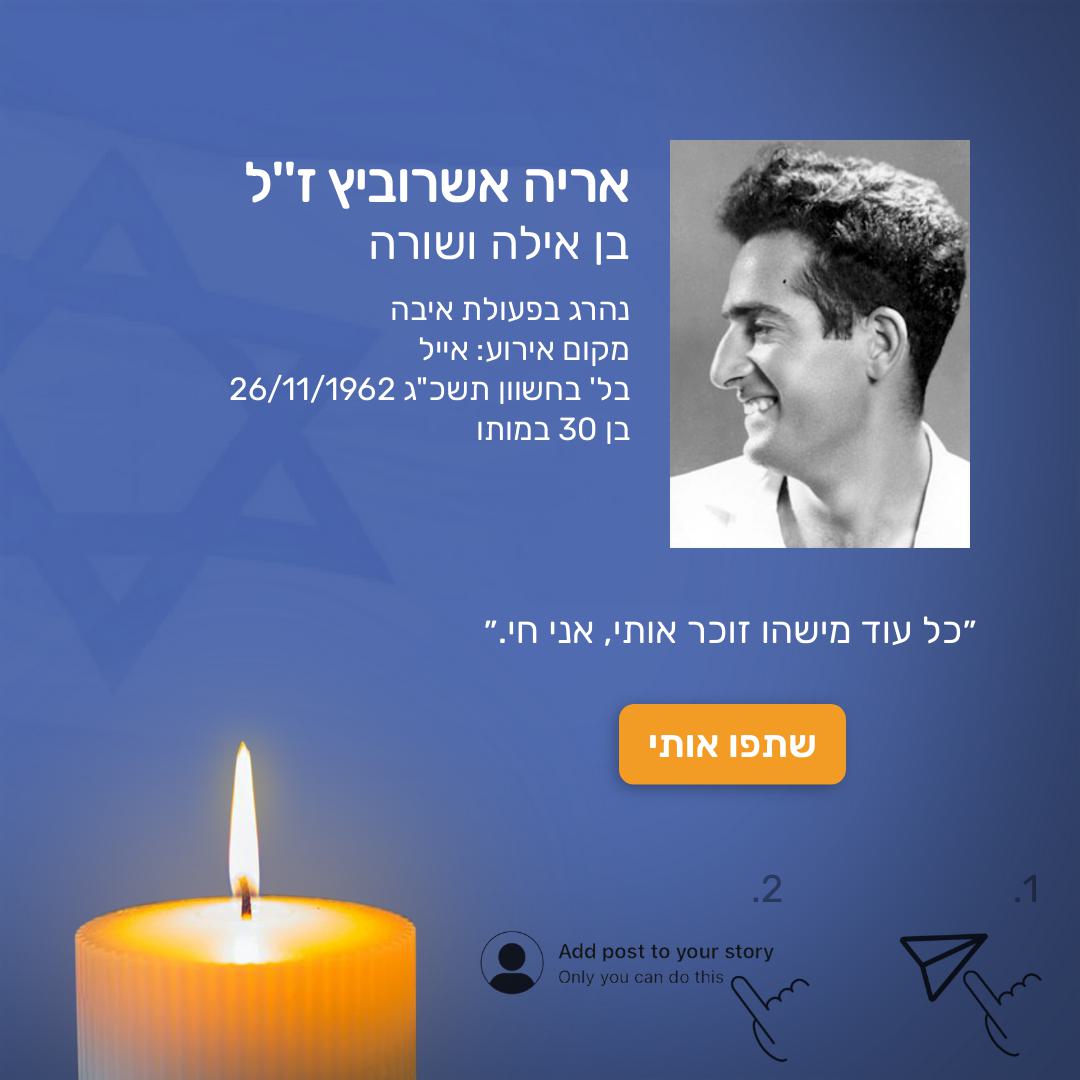 אריה אשרוביץ ז''ל
בן אילה ושורה
נהרג בפעולת איבה
מקום אירוע: אייל
בל' בחשוון תשכ"ג 26/11/1962
בן 30 במותו
״כל עוד מישהו זוכר אותי, אני חי.״
שתפו אותי
1.
2.
Add post to your story
Only you can do this